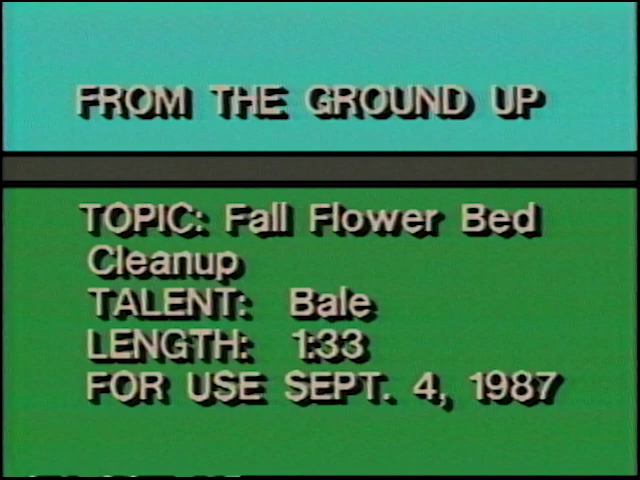 FROM THE GROUND UP
TOPIC: Fall Flower Bed
Cleanup
TALENT: Bale
LENGTH: 1:33
FOR USE SEPT. 4, 1987